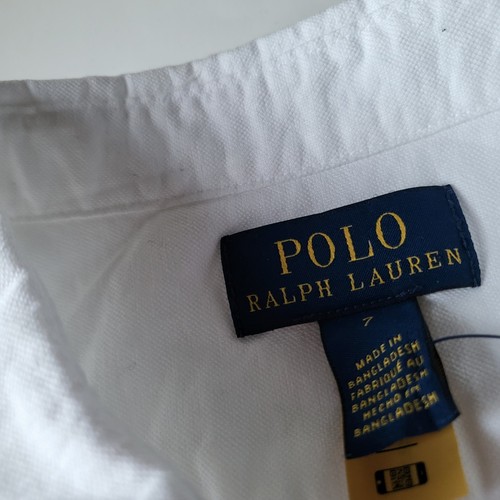 POLO
RALPH LAUREN
7
MADE IN
BANGLADESH
FABRIQUÉ AU
BANGLADESH
HECHO EN
BANGLADESH